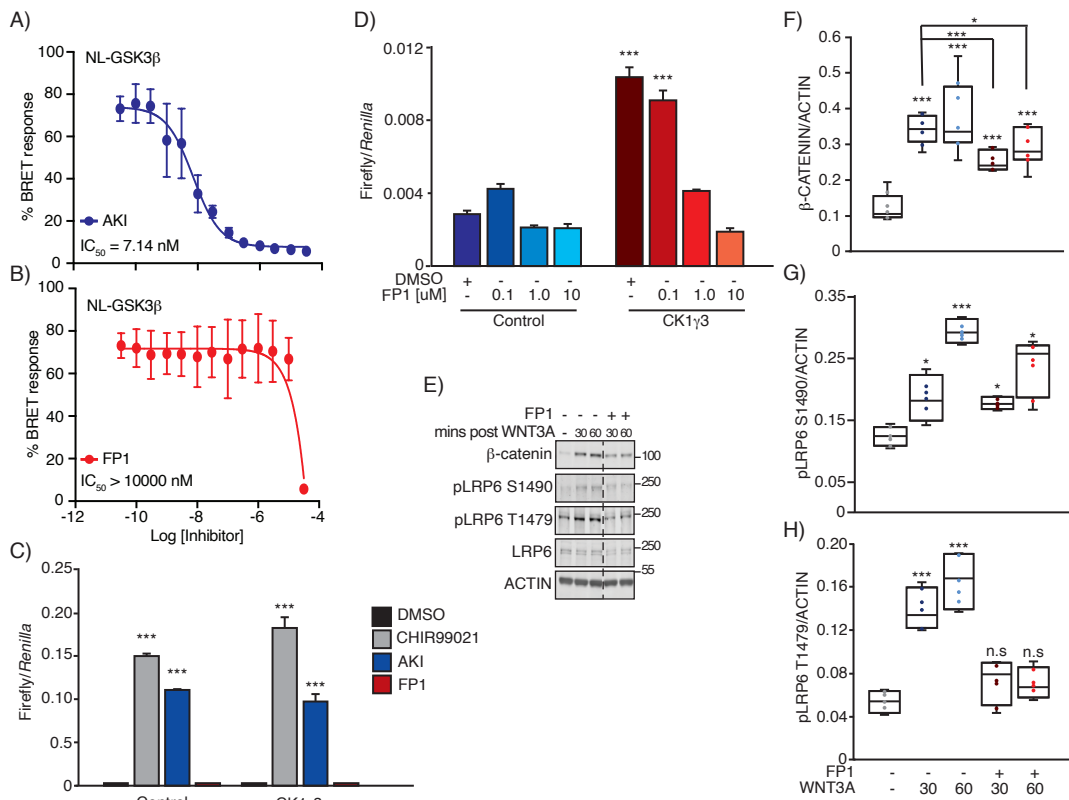 A)
NL-GSK3β
% BRET response
100
80
60
40
20
0
AKI
IC50 = 7.14 nM
B)
NL-GSK3β
% BRET response
100
80
60
40
20
0
FP1
IC50 > 10000 nM
-12 -10 -8 -6 -4
Log [Inhibitor]
C)
Firefly/Renilla
0.25
0.20
0.15
0.10
0.05
0
*** *** *** ***
DMSO
CHIR99021
AKI
FP1
D)
Firefly/Renilla
0.012
0.008
0.004
0.000
*** ***
DMSO + - - - + - - -
FP1 [uM] - 0.1 1.0 10 - 0.1 1.0 10
Control CK1γ3
E)
FP1 - - - + +
mins post WNT3A - 30 60 30 60
β-catenin 100
pLRP6 S1490 250
pLRP6 T1479 250
LRP6 250
55
ACTIN
F)
β-CATENIN/ACTIN
0.6
0.5
0.4
0.3
0.2
0.1
0
*
***
*** *** *** ***
G)
pLRP6 S1490/ACTIN
0.35
0.25
0.15
0.05
* *** * *
H)
pLRP6 T1479/ACTIN
0.20
0.16
0.12
0.08
0.04
0
*** *** n.s n.s
FP1 - - - + +
WNT3A - 30 60 30 60